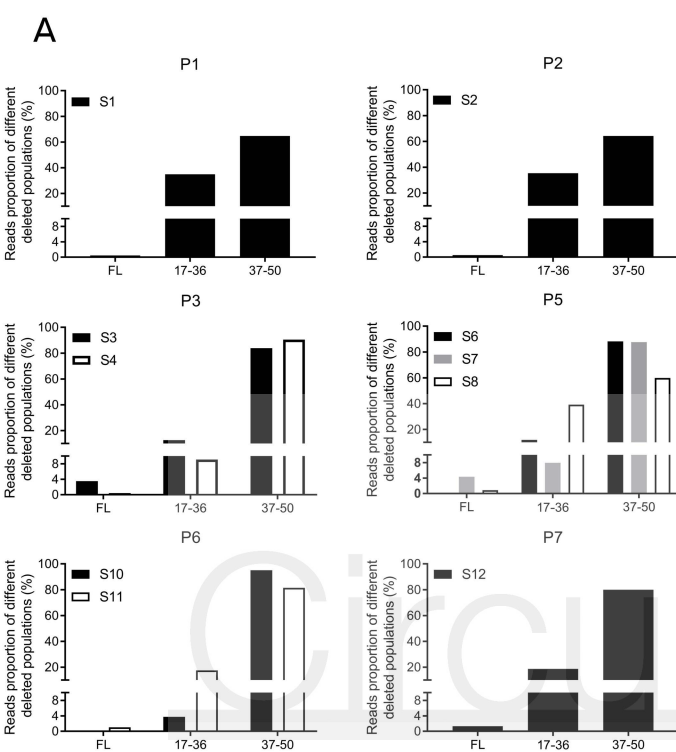 A
P1
Reads proportion of different
deleted populations (%)
100
80
60
40
20
8
4
0
S1
FL 17-36 37-50
P2
Reads proportion of different
deleted populations (%)
100
80
60
40
20
8
4
0
S2
FL 17-36 37-50
P3
Reads proportion of different
deleted populations (%)
100
80
60
40
20
8
4
0
S3
S4
FL 17-36 37-50
P5
Reads proportion of different
deleted populations (%)
100
80
60
40
20
8
4
0
S6
S7
S8
FL 17-36 37-50
P6
Reads proportion of different
deleted populations (%)
100
80
60
40
20
8
4
0
S10
S11
FL 17-36 37-50
P7
Reads proportion of different
deleted populations (%)
100
80
60
40
20
8
4
0
S12
FL 17-36 37-50
Circu